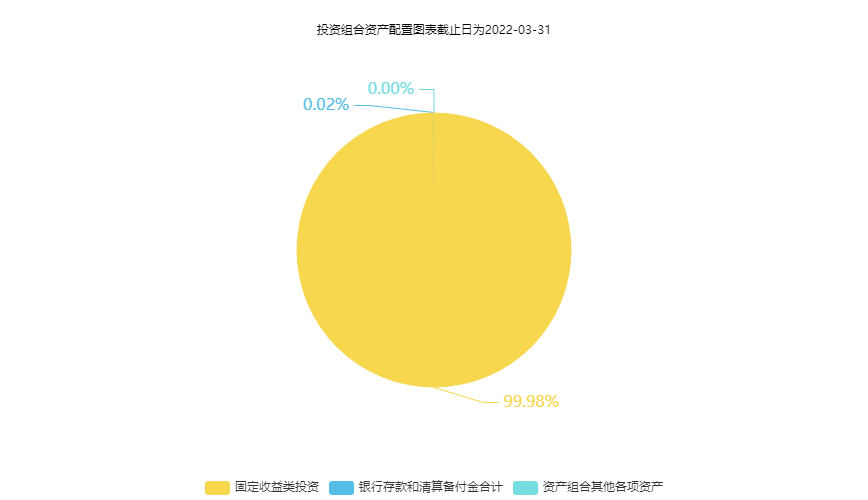 投资组合资产配置图表截止日为2022-03-31
0.00%
0.02%
99.98%
固定收益类投资 银行存款和清算备付金合计 资产组合其他各项资产